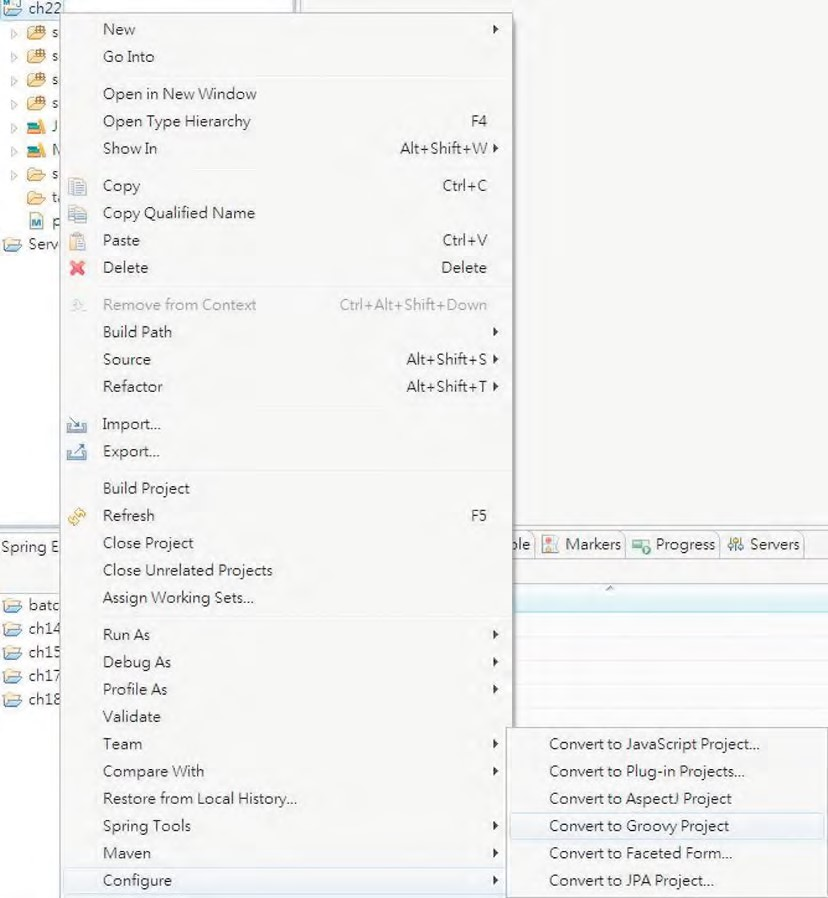 ch22
New
Go Into
Open in New Window
Open Type Hierarchy F4
Show In Alt+Shift+W
Copy Ctrl+C
Copy Qualified Name
Paste Ctrl+V
Delete Delete
Remove from Context Ctrl+Alt+Shift+Down
Build Path
Source Alt+Shift+S
Refactor Alt+Shift+T
Import...
Export...
Build Project
Refresh F5
Close Project
Close Unrelated Projects
Assign Working Sets...
Run As
Debug As
Profile As
Validate
Team
Compare With
Restore from Local History...
Spring Tools
Maven
Configure
s
s
s
s
J
M
s
ta
p
Serv
Spring E
batc
ch14
ch15
ch17
ch18
ole Markers Progress Servers
Convert to JavaScript Project...
Convert to Plug-in Projects...
Convert to AspectJ Project
Convert to Groovy Project
Convert to Faceted Form...
Convert to JPA Project...